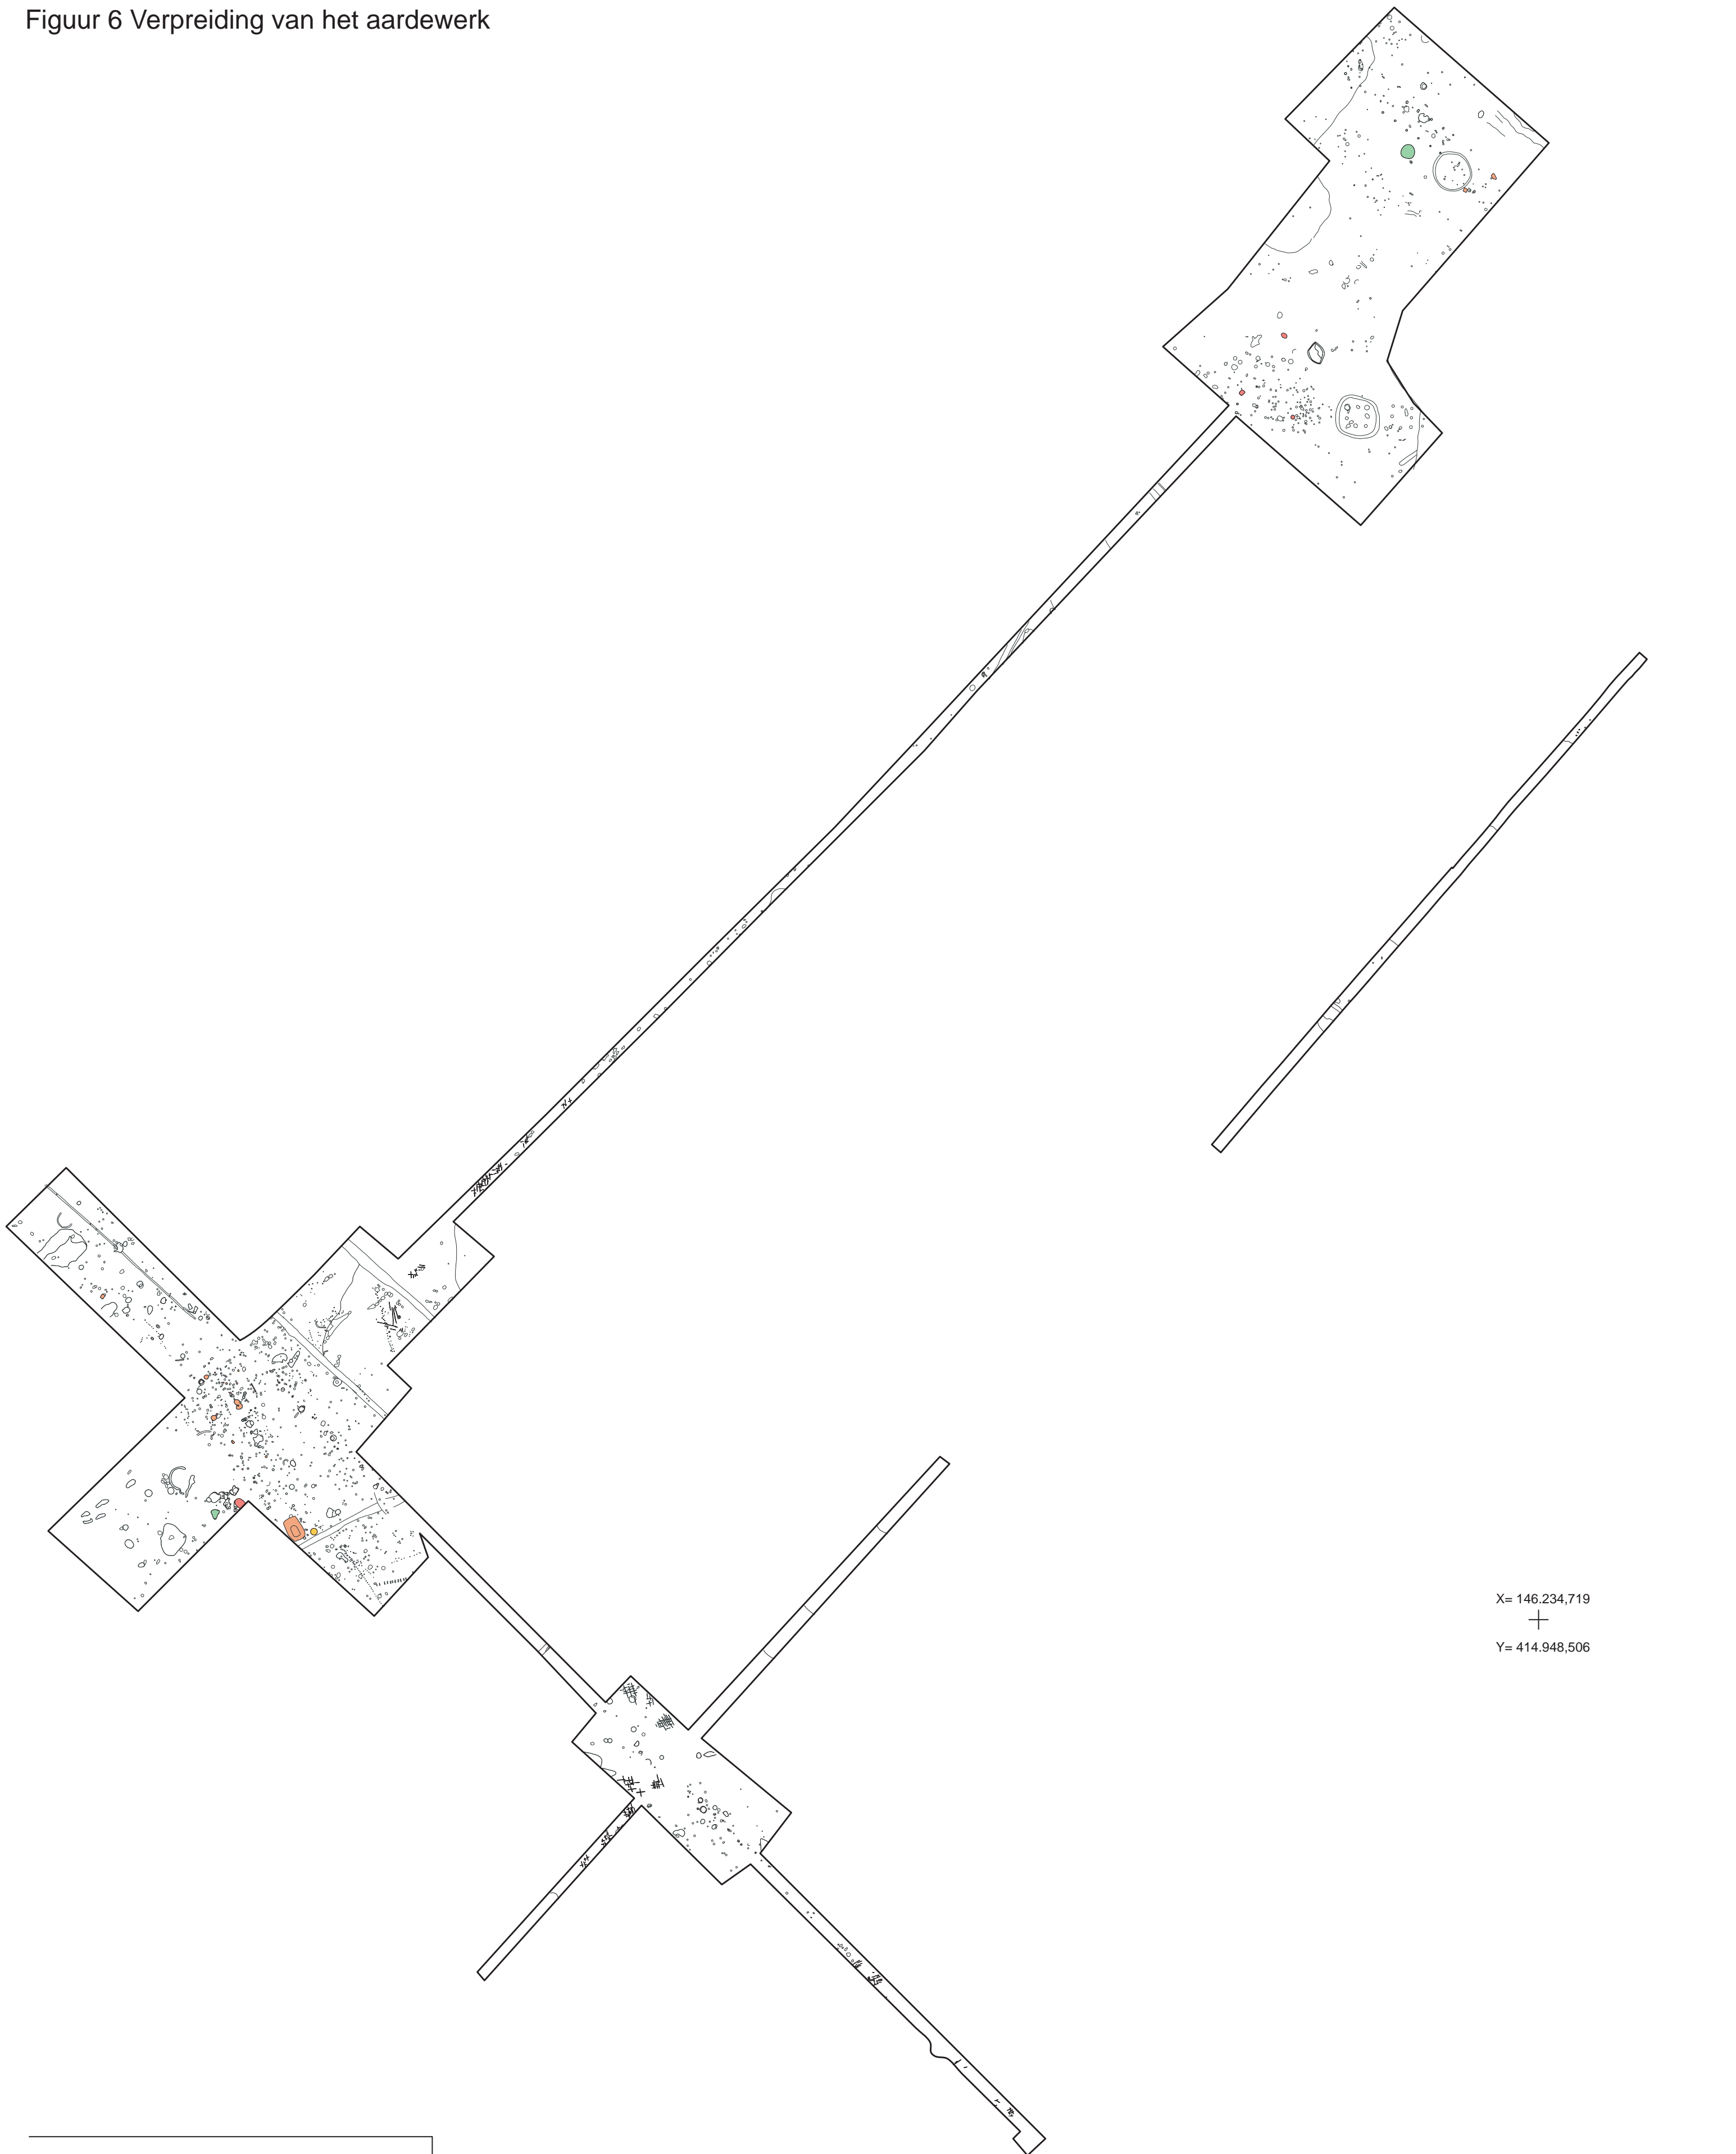 Figuur 6 Verpreiding van het aardewerk
X= 146.234,719
Y= 414.948,506